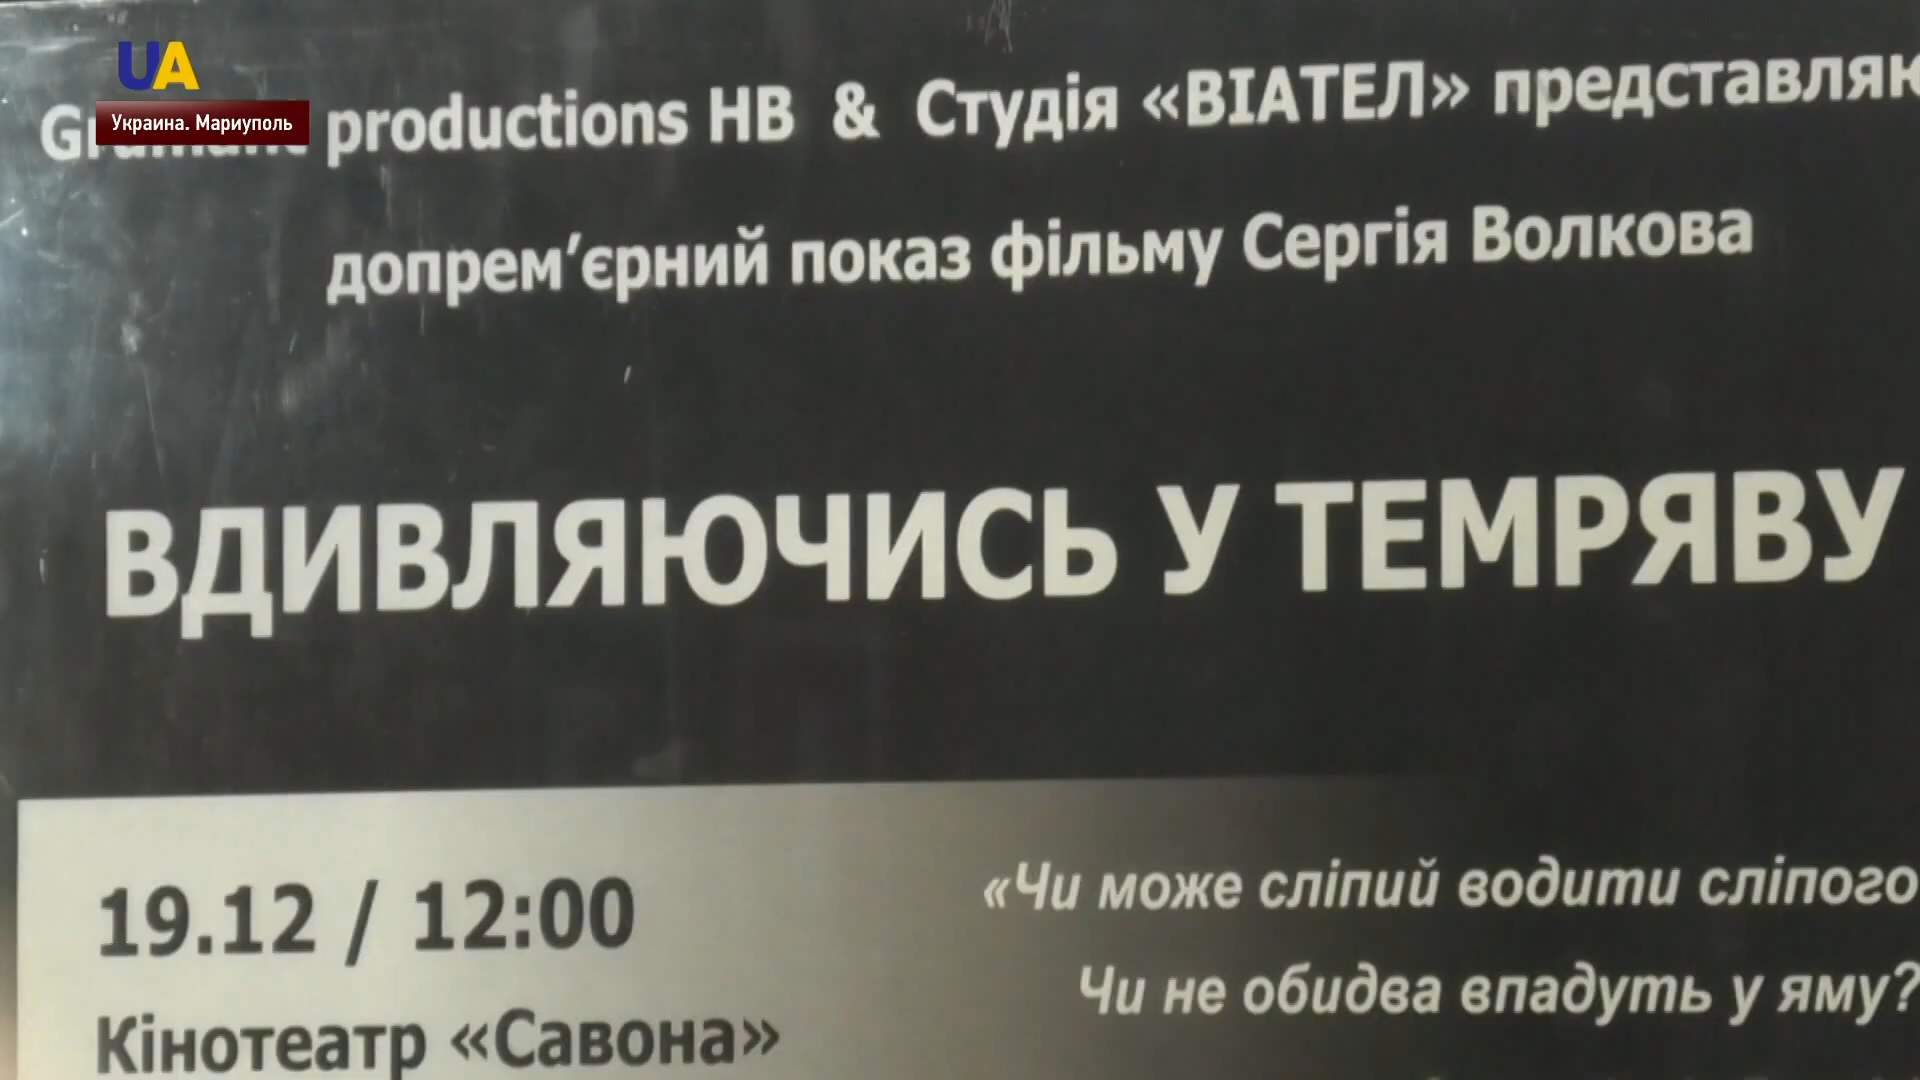 UA
Украина. Мариуполь
productions НВ & Студія «ВІАТЕЛ»
допрем’єрний показ фільму Сергія Волкова
ВДИВЛЯЮЧИСЬ У ТЕМРЯВУ
19.12 / 12:00
Кінотеатр «Савона»
«Чи може сліпий водити сліпого
Чи не обидва впадуть у яму?